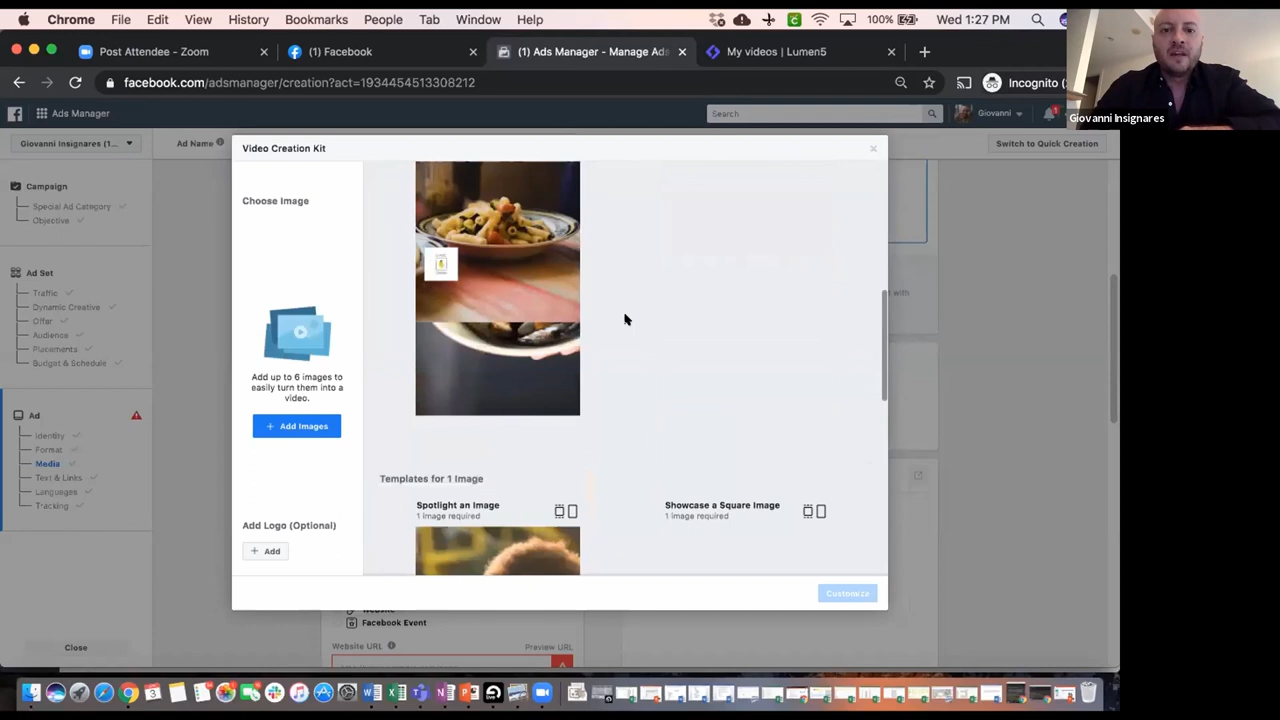 Chrome File Edit View History Bookmarks People Tab Window Help
100% Wed 1:27 PM
Post Attendee - Zoom
(1) Facebook
(1) Ads Manager - Manage Ads
My videos | Lumen5
facebook.com/adsmanager/creation?act=1934454513308212
Incognito
Giovanni Insignares
Ads Manager
Search
Giovanni
1
Giovanni Insignares (1...
Ad Name
Switch to Quick Creation
Video Creation Kit
Campaign
Special Ad Category
Objective
Ad Set
Traffic
Dynamic Creative
Offer
Audience
Placements
Budget & Schedule
Ad
Identity
Format
Media
Text & Links
Languages
Tracking
Close
Choose Image
Add up to 6 images to
easily turn them into a
video.
+ Add Images
Add Logo (Optional)
+ Add
Templates for 1 Image
Spotlight an Image
1 image required
Showcase a Square Image
1 image required
Customize
with
Website
Facebook Event
Website URL
Preview URL